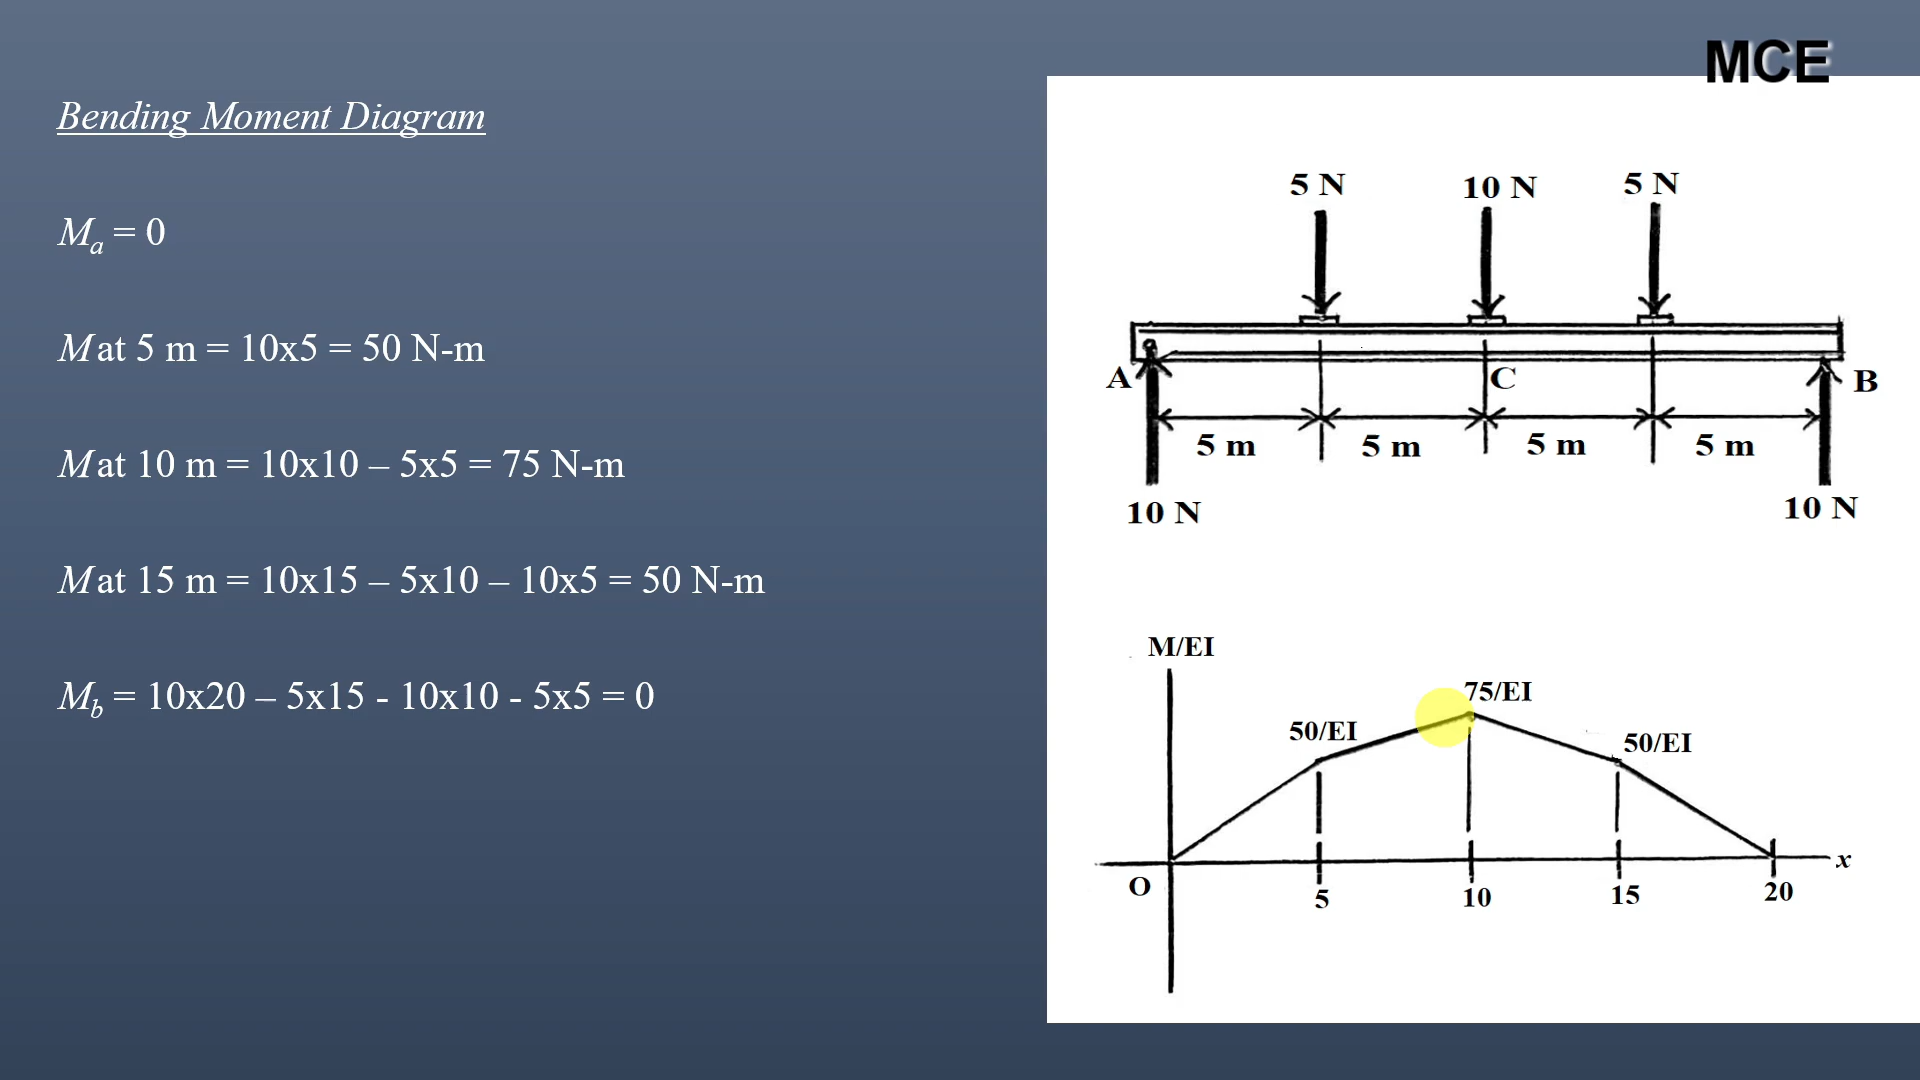 MCE
Bending Moment Diagram
Ma = 0
M at 5 m = 10x5 = 50 N-m
M at 10 m = 10x10 – 5x5 = 75 N-m
M at 15 m = 10x15 – 5x10 – 10x5 = 50 N-m
Mb = 10x20 – 5x15 - 10x10 - 5x5 = 0
5 N 10 N 5 N
A C B
5 m 5 m 5 m 5 m
10 N 10 N
M/EI
75/EI
50/EI 50/EI
x
O 5 10 15 20